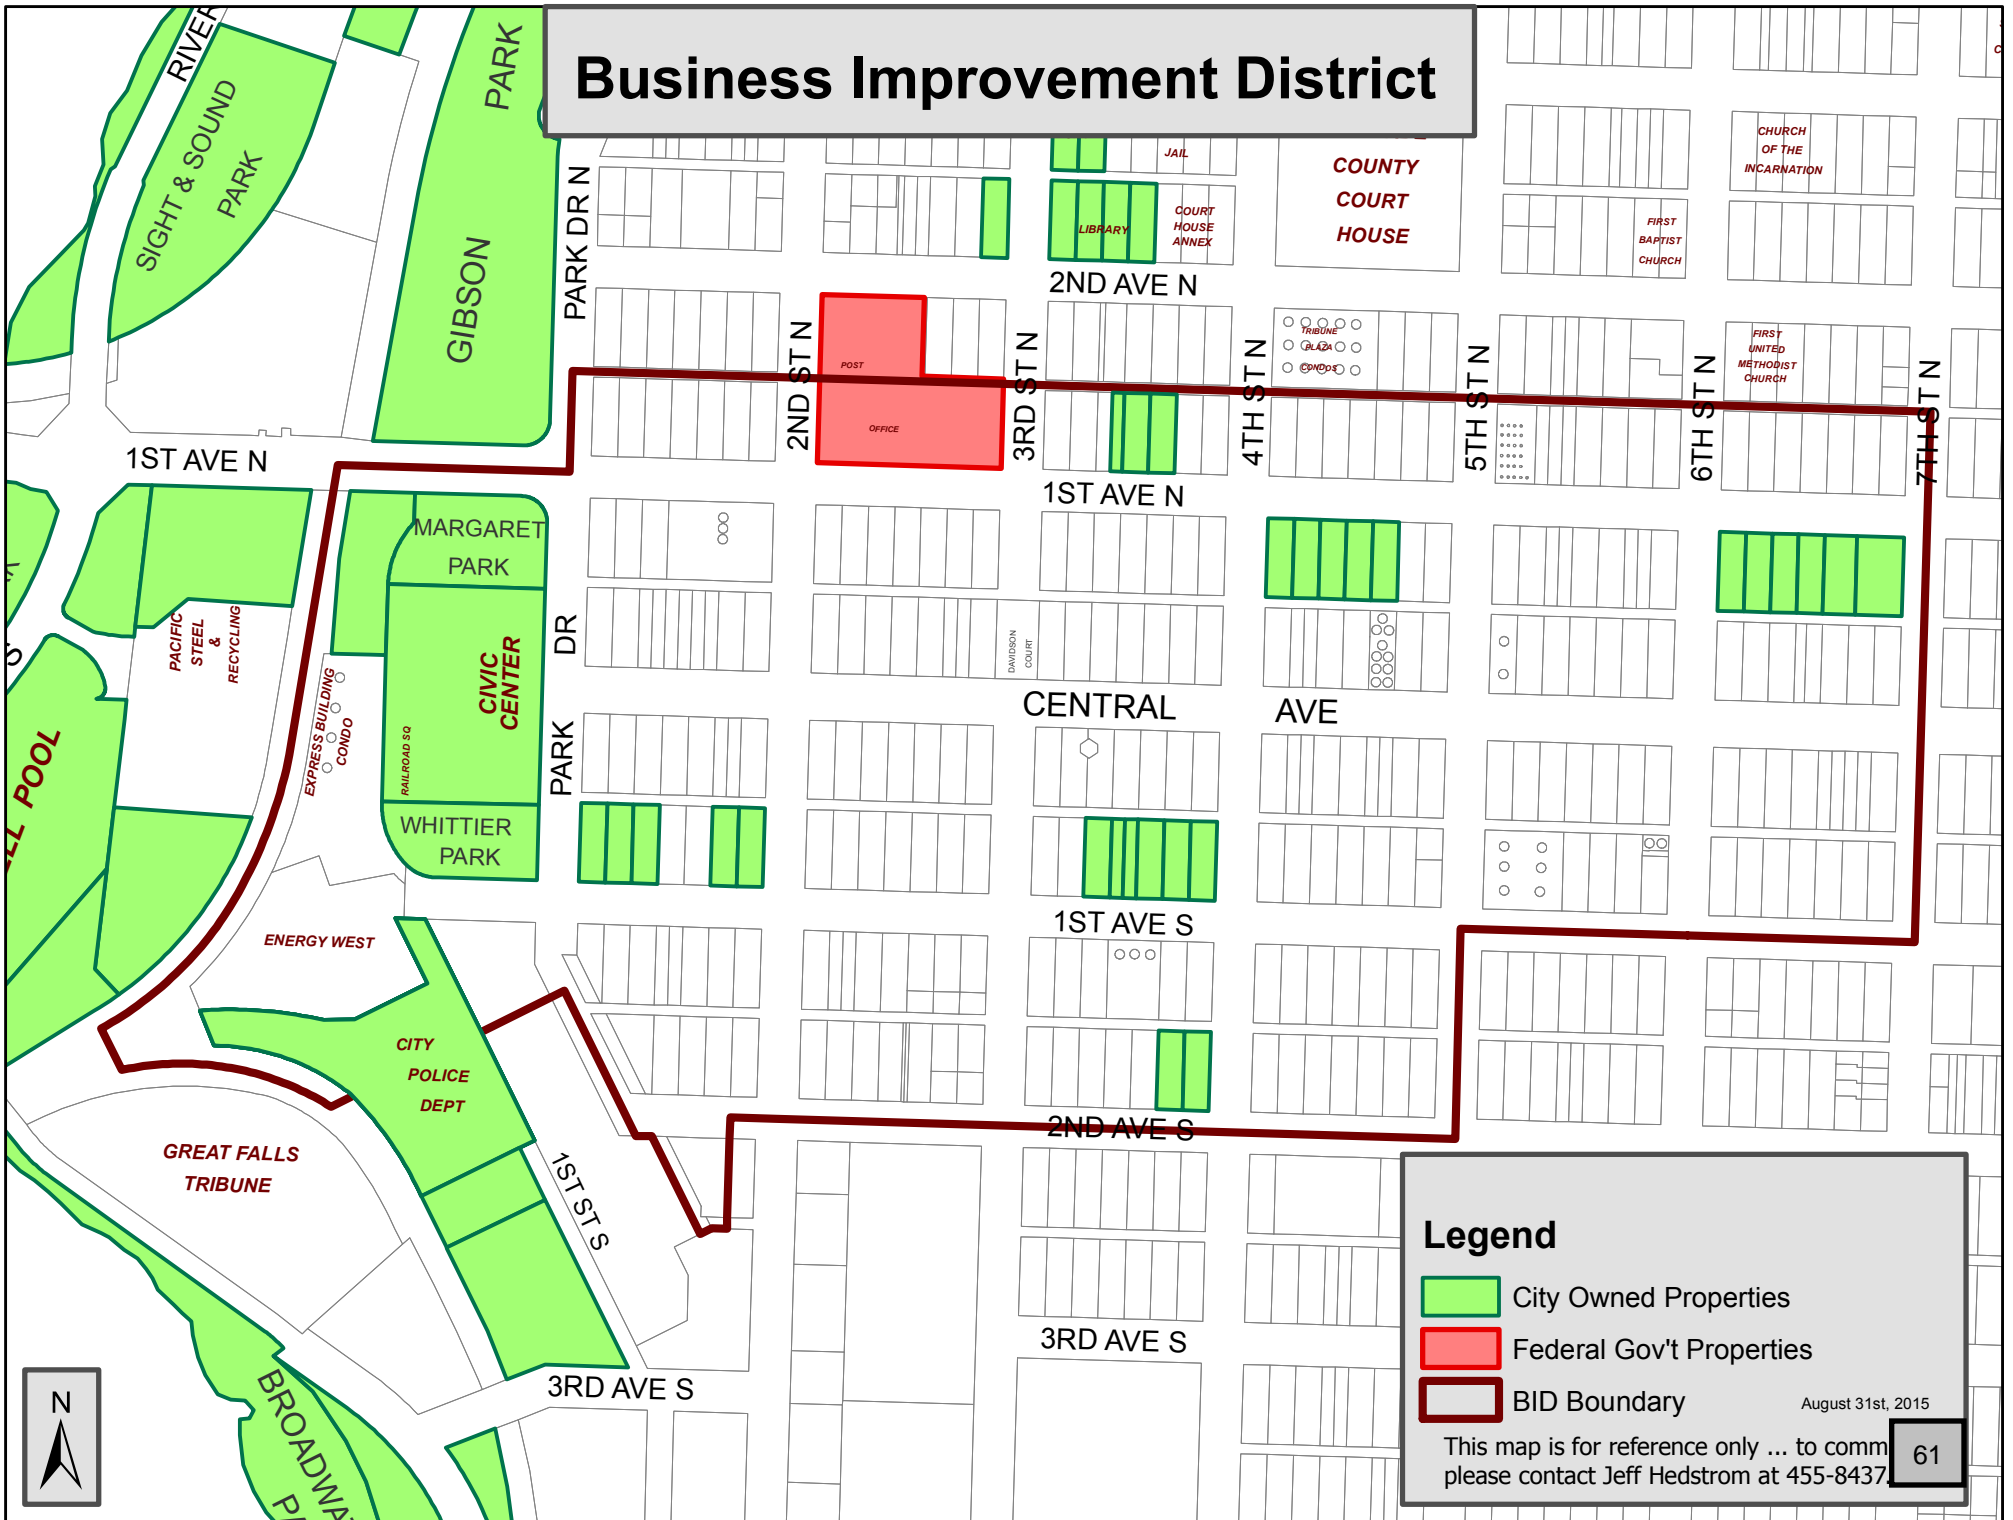 Business Improvement District
RIVER
SIGHT & SOUND
PARK
GIBSON
PARK
PARK DR N
JAIL
LIBRARY
COURT
HOUSE
ANNEX
COUNTY
COURT
HOUSE
CHURCH
OF THE
INCARNATION
FIRST
BAPTIST
CHURCH
2ND AVE N
2ND ST N
POST
OFFICE
3RD ST N
4TH ST N
TRIBUNE
PLAZA
CONDOS
5TH ST N
6TH ST N
FIRST
UNITED
METHODIST
CHURCH
7TH ST N
1ST AVE N
1ST AVE N
MARGARET
PARK
PACIFIC
STEEL
&
RECYCLING
EXPRESS BUILDING
CONDO
CIVIC
CENTER
RAILROAD SQ
PARK DR
DAVIDSON
COURT
CENTRAL AVE
POOL
WHITTIER
PARK
1ST AVE S
ENERGY WEST
CITY
POLICE
DEPT
2ND AVE S
GREAT FALLS
TRIBUNE
1ST ST S
3RD AVE S
3RD AVE S
BROADWA
N
Legend
City Owned Properties
Federal Gov't Properties
BID Boundary
August 31st, 2015
This map is for reference only ... to comm
please contact Jeff Hedstrom at 455-8437.
61